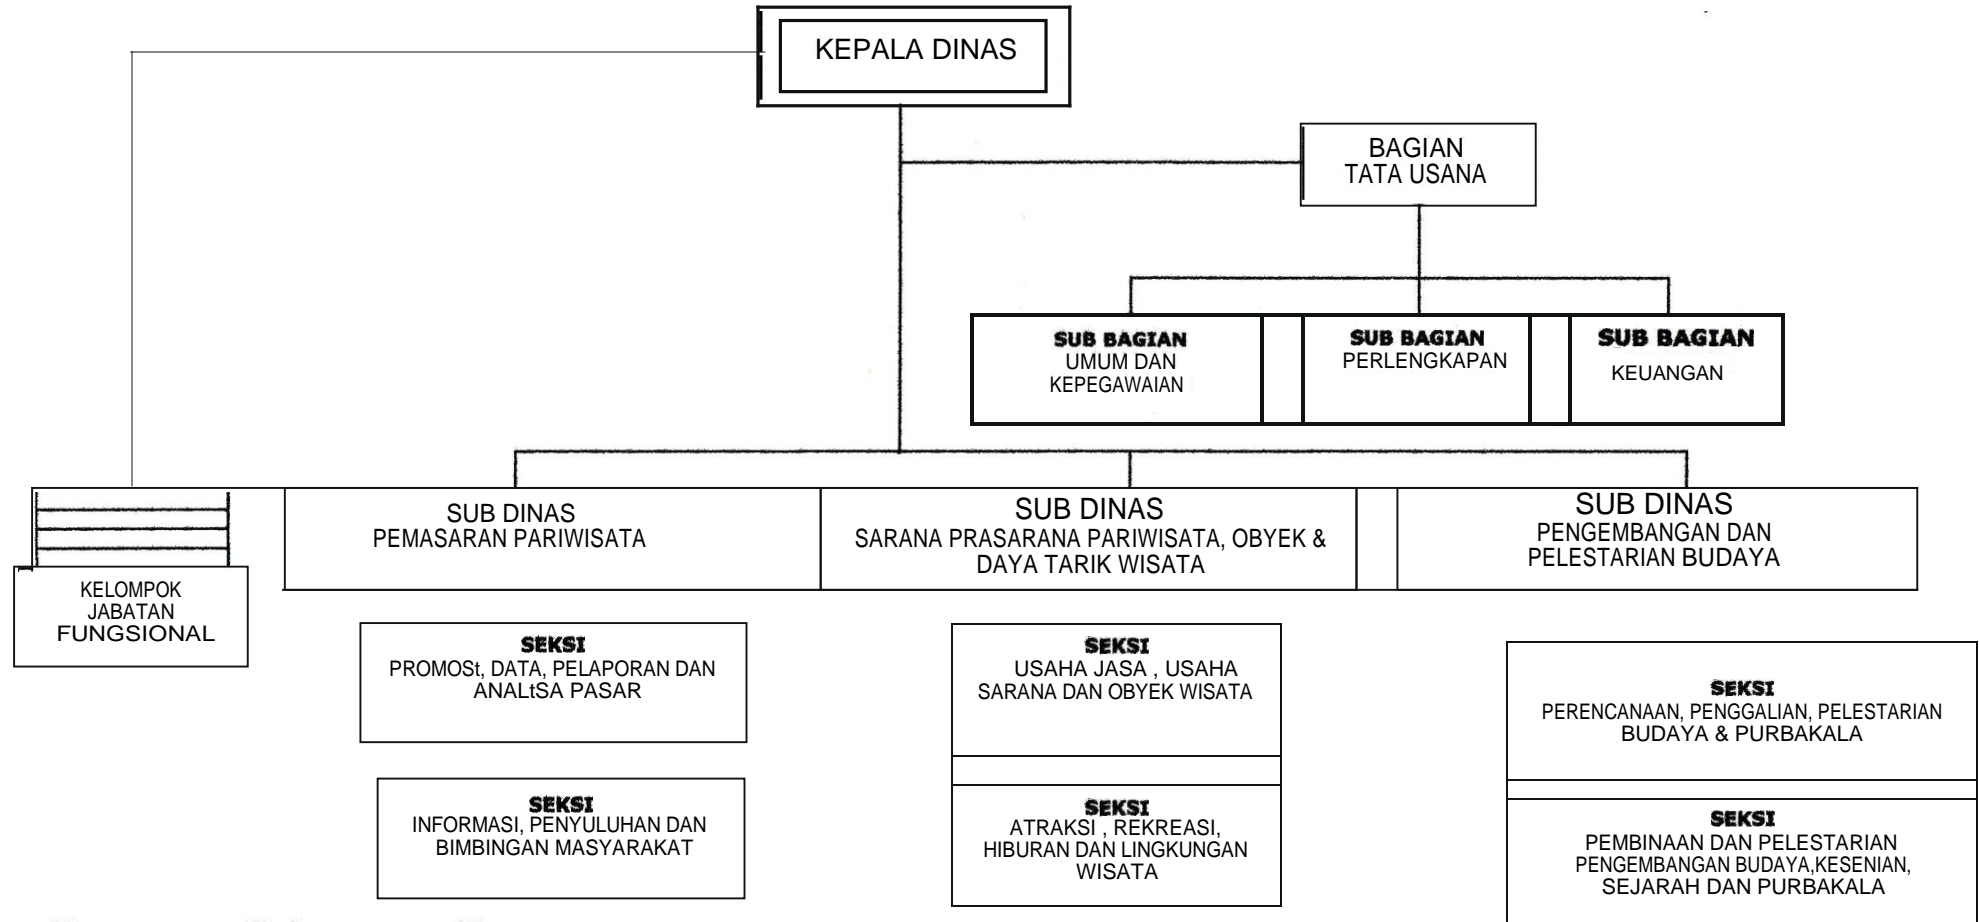 KEPALA DINAS
BAGIAN
TATA USANA
SUB BAGIAN
UMUM DAN
KEPEGAWAIAN
SUB BAGIAN
PERLENGKAPAN
SUB BAGIAN
KEUANGAN
KELOMPOK
JABATAN
FUNGSIONAL
SUB DINAS
PEMASARAN PARIWISATA
SUB DINAS
SARANA PRASARANA PARIWISATA, OBYEK &
DAYA TARIK WISATA
SUB DINAS
PENGEMBANGAN DAN
PELESTARIAN BUDAYA
SEKSI
PROMOSt, DATA, PELAPORAN DAN
ANALtSA PASAR
SEKSI
USAHA JASA , USAHA
SARANA DAN OBYEK WISATA
SEKSI
PERENCANAAN, PENGGALIAN, PELESTARIAN
BUDAYA & PURBAKALA
SEKSI
INFORMASI, PENYULUHAN DAN
BIMBINGAN MASYARAKAT
SEKSI
ATRAKSI , REKREASI,
HIBURAN DAN LINGKUNGAN
WISATA
SEKSI
PEMBINAAN DAN PELESTARIAN
PENGEMBANGAN BUDAYA,KESENIAN,
SEJARAH DAN PURBAKALA